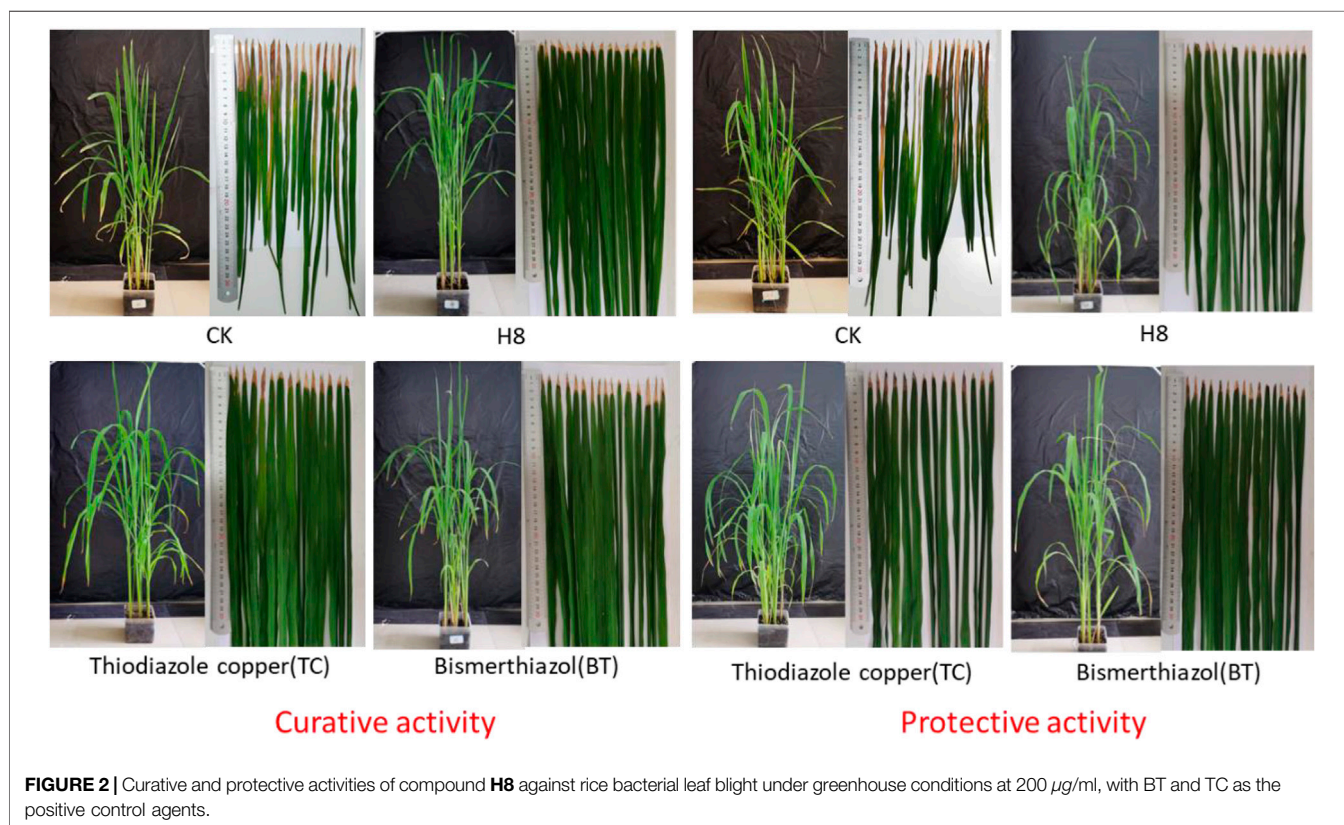 CK
H8
CK
H8
Thiodiazole copper(TC)
Bismerthiazol(BT)
Thiodiazole copper(TC)
Bismerthiazol(BT)
Curative activity
Protective activity
FIGURE 2 | Curative and protective activities of compound H8 against rice bacterial leaf blight under greenhouse conditions at 200 µg/ml, with BT and TC as the
positive control agents.